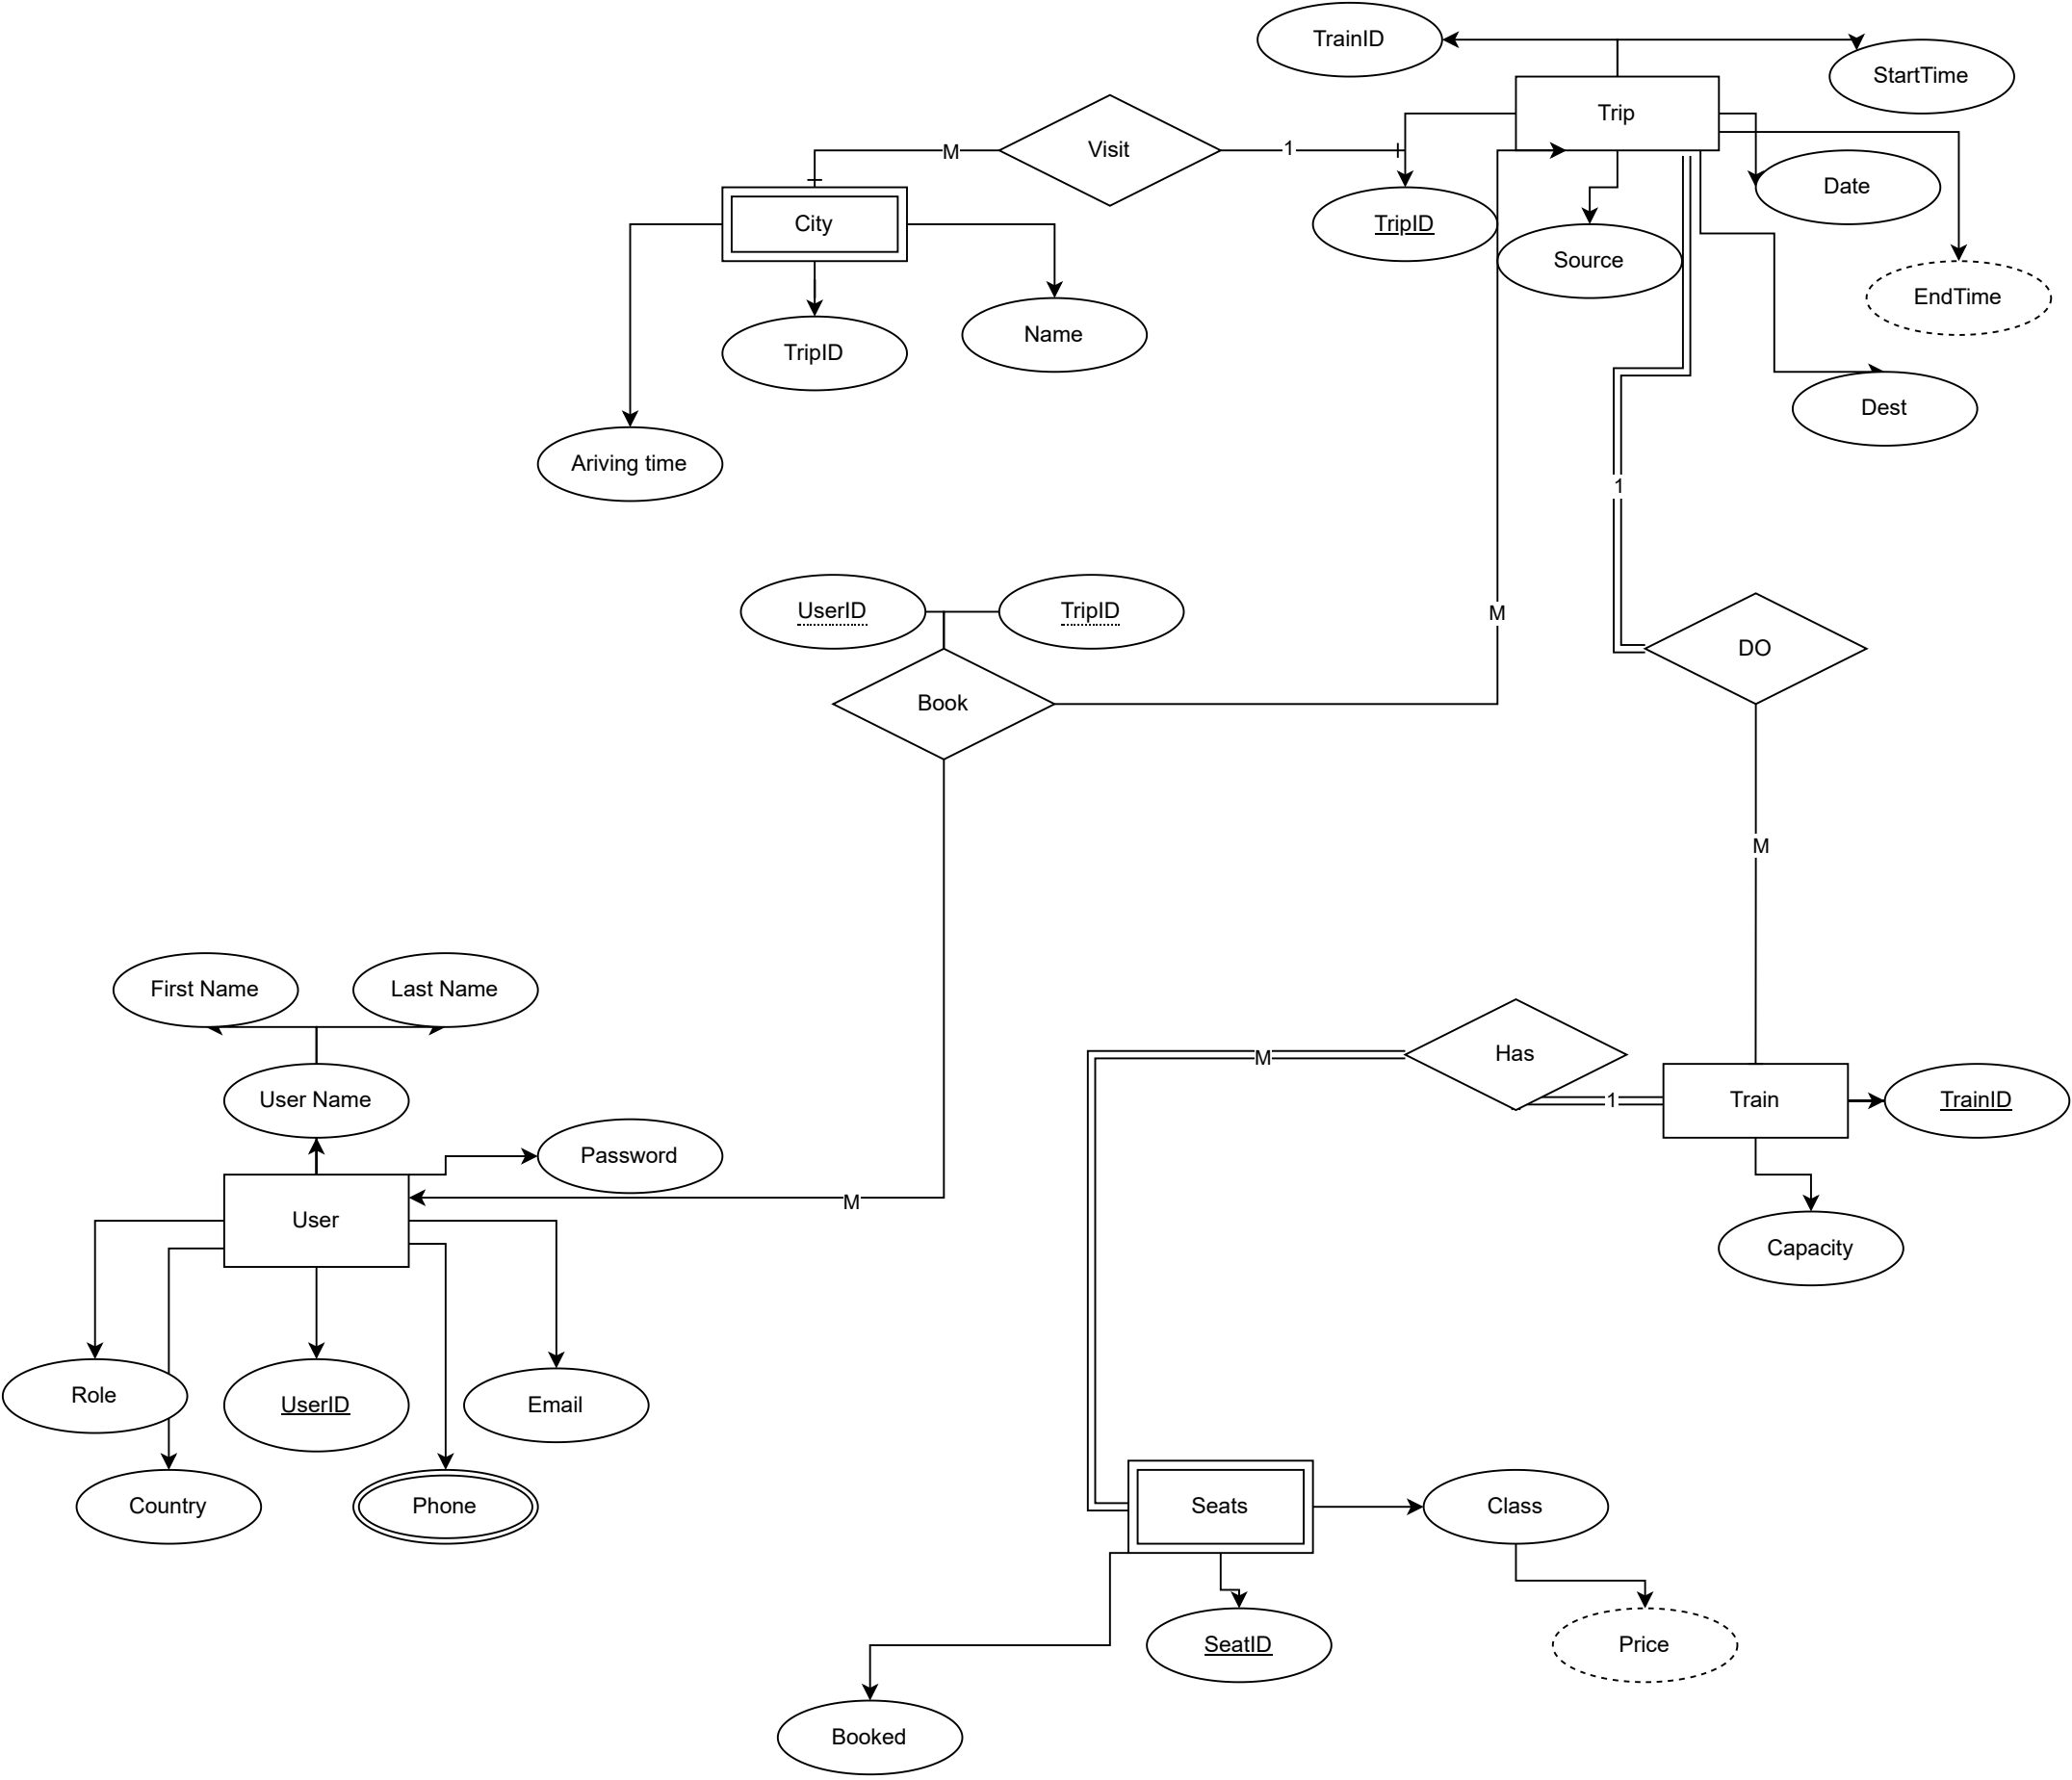 TrainID
StartTime
Trip
Visit
1
M
Date
City
TripID
Source
EndTime
Name
TripID
Dest
Ariving time
1
UserID
TripID
M
DO
Book
M
First Name
Last Name
Has
M
User Name
1
Train
TrainID
Password
M
User
Capacity
Role
UserID
Email
Country
Phone
Seats
Class
SeatID
Price
Booked